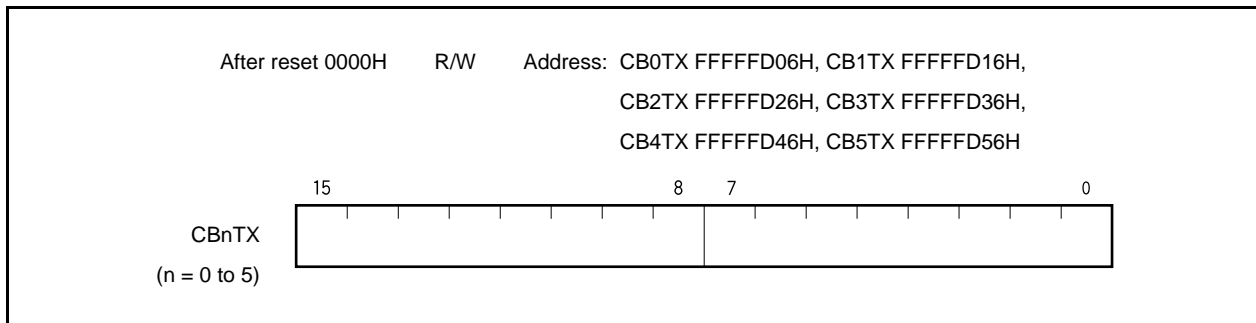 After reset 0000H R/W Address: CB0TX FFFFFD06H, CB1TX FFFFFD16H,
CB2TX FFFFFD26H, CB3TX FFFFFD36H,
CB4TX FFFFFD46H, CB5TX FFFFFD56H
15 8 7 0
CBnTX
(n = 0 to 5)